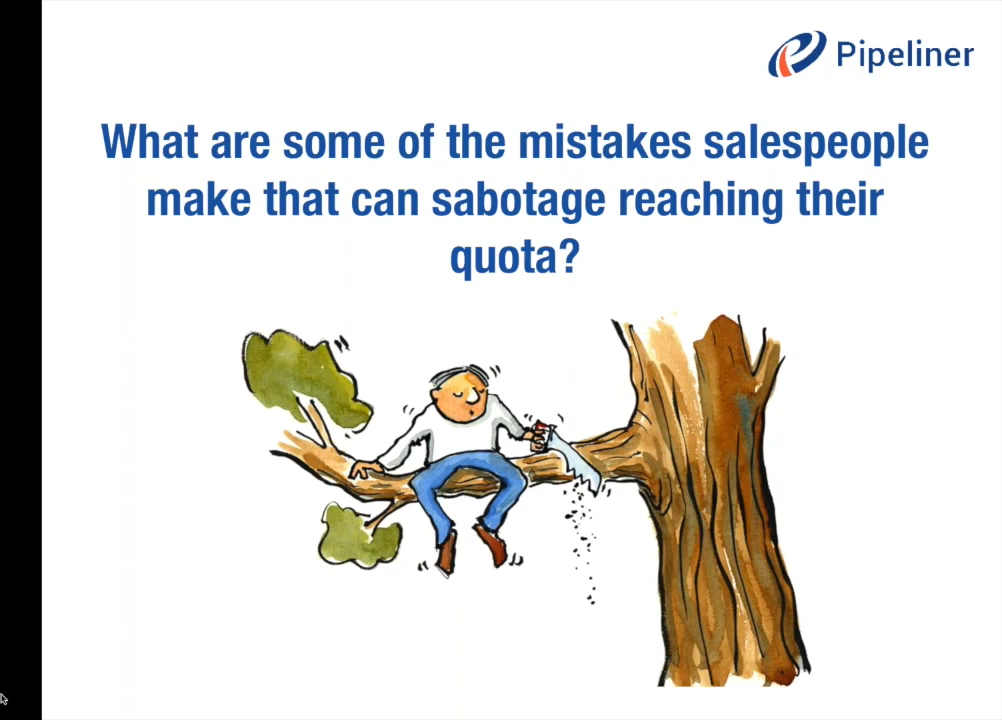 Pipeliner
What are some of the mistakes salespeople
make that can sabotage reaching their
quota?